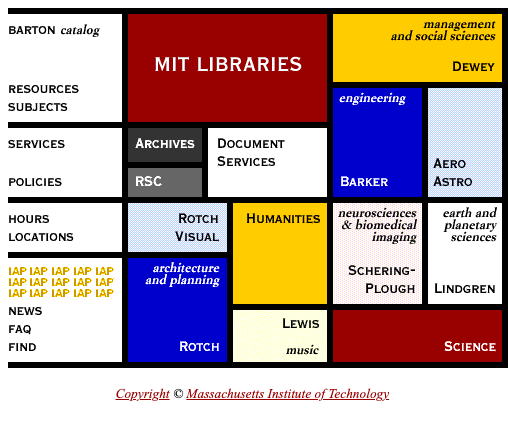 BARTON catalog
RESOURCES
SUBJECTS
SERVICES
POLICIES
HOURS
LOCATIONS
IAP IAP IAP IAP IAP
IAP IAP IAP IAP IAP
IAP IAP IAP IAP IAP
NEWS
FAQ
FIND
MIT LIBRARIES
management
and social sciences
DEWEY
ARCHIVES
RSC
DOCUMENT
SERVICES
engineering
BARKER
AERO
ASTRO
ROTCH
VISUAL
HUMANITIES
neurosciences
& biomedical
imaging
SCHERING-
PLOUGH
earth and
planetary
sciences
LINDGREN
architecture
and planning
ROTCH
LEWIS
music
SCIENCE
Copyright © Massachusetts Institute of Technology